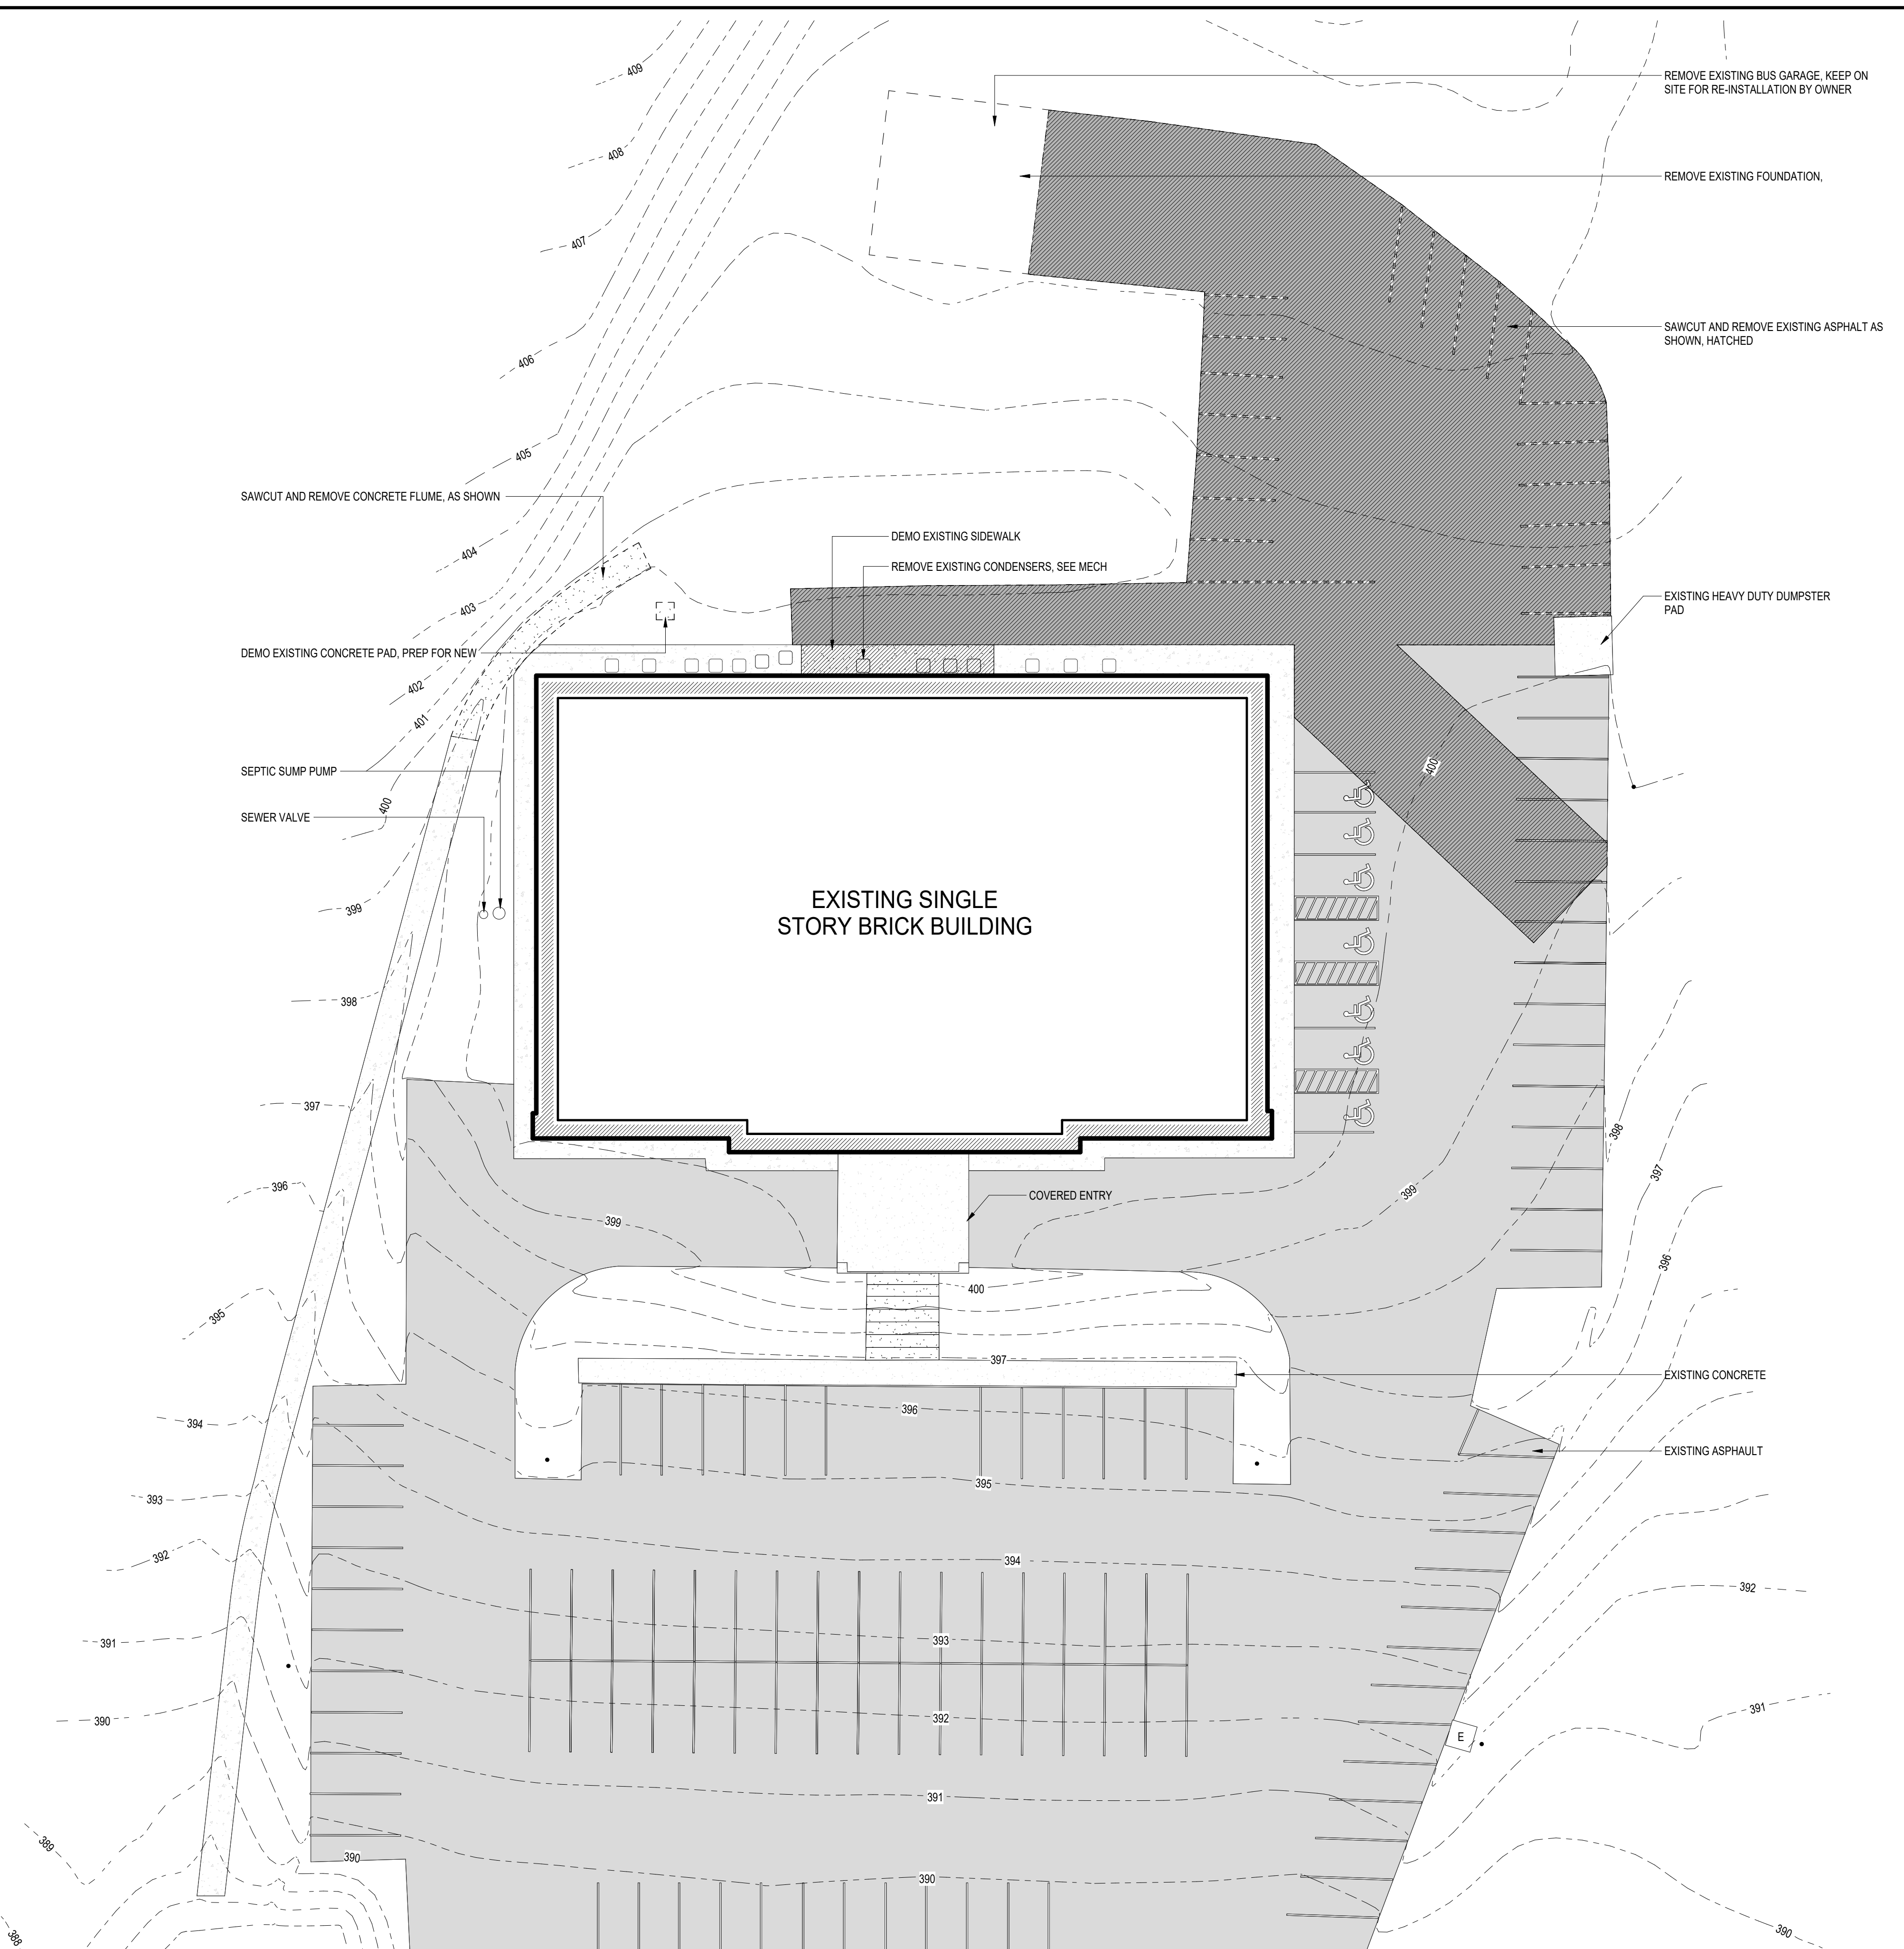 409
REMOVE EXISTING BUS GARAGE, KEEP ON
SITE FOR RE-INSTALLATION BY OWNER
408
REMOVE EXISTING FOUNDATION,
407
SAWCUT AND REMOVE EXISTING ASPHALT AS
SHOWN, HATCHED
406
405
SAWCUT AND REMOVE CONCRETE FLUME, AS SHOWN
DEMO EXISTING SIDEWALK
404
REMOVE EXISTING CONDENSERS, SEE MECH
EXISTING HEAVY DUTY DUMPSTER
PAD
403
DEMO EXISTING CONCRETE PAD, PREP FOR NEW
402
401
SEPTIC SUMP PUMP
400
400
SEWER VALVE
EXISTING SINGLE
STORY BRICK BUILDING
399
398
397
398
397
396
COVERED ENTRY
399
399
396
400
395
397
EXISTING CONCRETE
396
394
EXISTING ASPHAULT
395
393
394
392
392
393
391
391
390
392
E
391
389
390
390
390
388